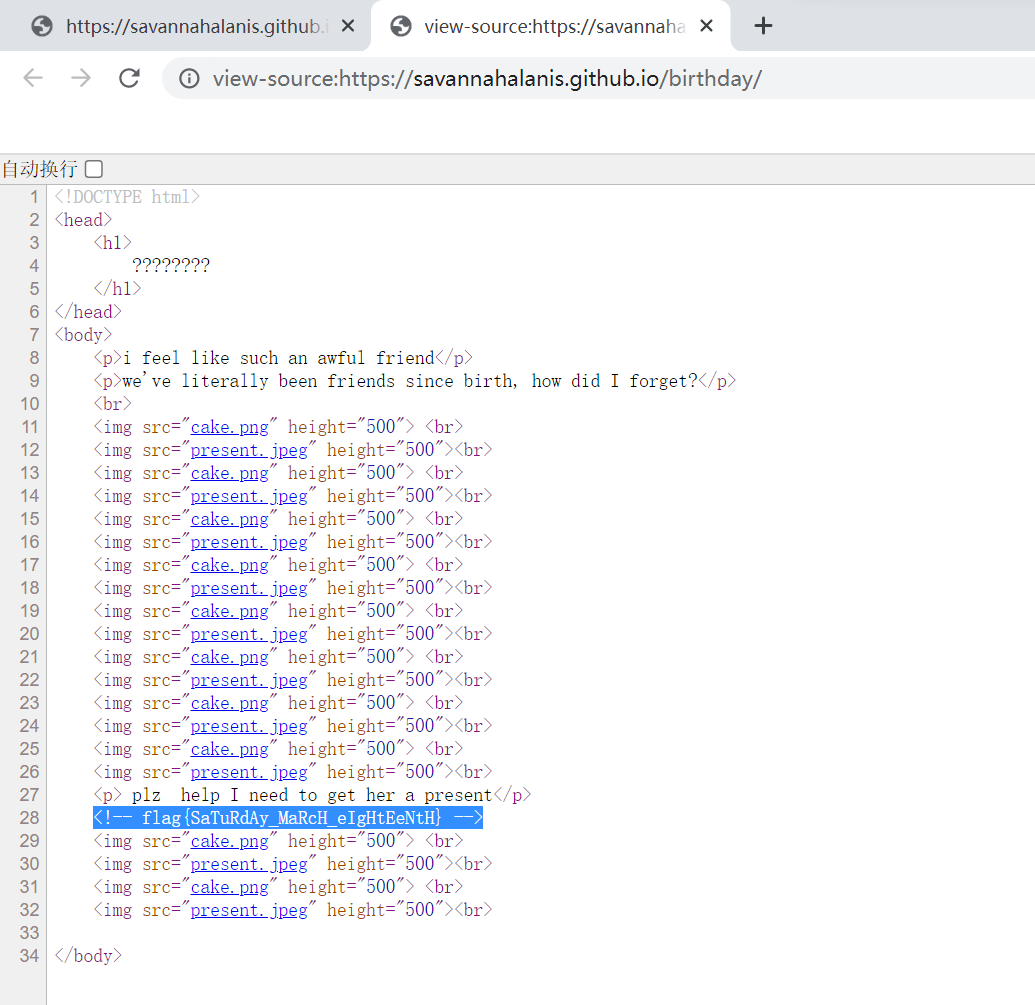 https://savannahalanis.github.i
view-source:https://savannaha
view-source:https://savannahalanis.github.io/birthday/
自动换行
1 <!DOCTYPE html>
2 <head>
3 <h1>
4 ????????
5 </h1>
6 </head>
7 <body>
8 <p>i feel like such an awful friend</p>
9 <p>we've literally been friends since birth, how did I forget?</p>
10 <br>
11 <img src="cake.png" height="500"> <br>
12 <img src="present.jpeg" height="500"><br>
13 <img src="cake.png" height="500"> <br>
14 <img src="present.jpeg" height="500"><br>
15 <img src="cake.png" height="500"> <br>
16 <img src="present.jpeg" height="500"><br>
17 <img src="cake.png" height="500"> <br>
18 <img src="present.jpeg" height="500"><br>
19 <img src="cake.png" height="500"> <br>
20 <img src="present.jpeg" height="500"><br>
21 <img src="cake.png" height="500"> <br>
22 <img src="present.jpeg" height="500"><br>
23 <img src="cake.png" height="500"> <br>
24 <img src="present.jpeg" height="500"><br>
25 <img src="cake.png" height="500"> <br>
26 <img src="present.jpeg" height="500"><br>
27 <p> plz  help I need to get her a present</p>
28 <!-- flag{SaTuRdAy_MaRcH_eIgHtEeNtH} -->
29 <img src="cake.png" height="500"> <br>
30 <img src="present.jpeg" height="500"><br>
31 <img src="cake.png" height="500"> <br>
32 <img src="present.jpeg" height="500"><br>
33
34 </body>